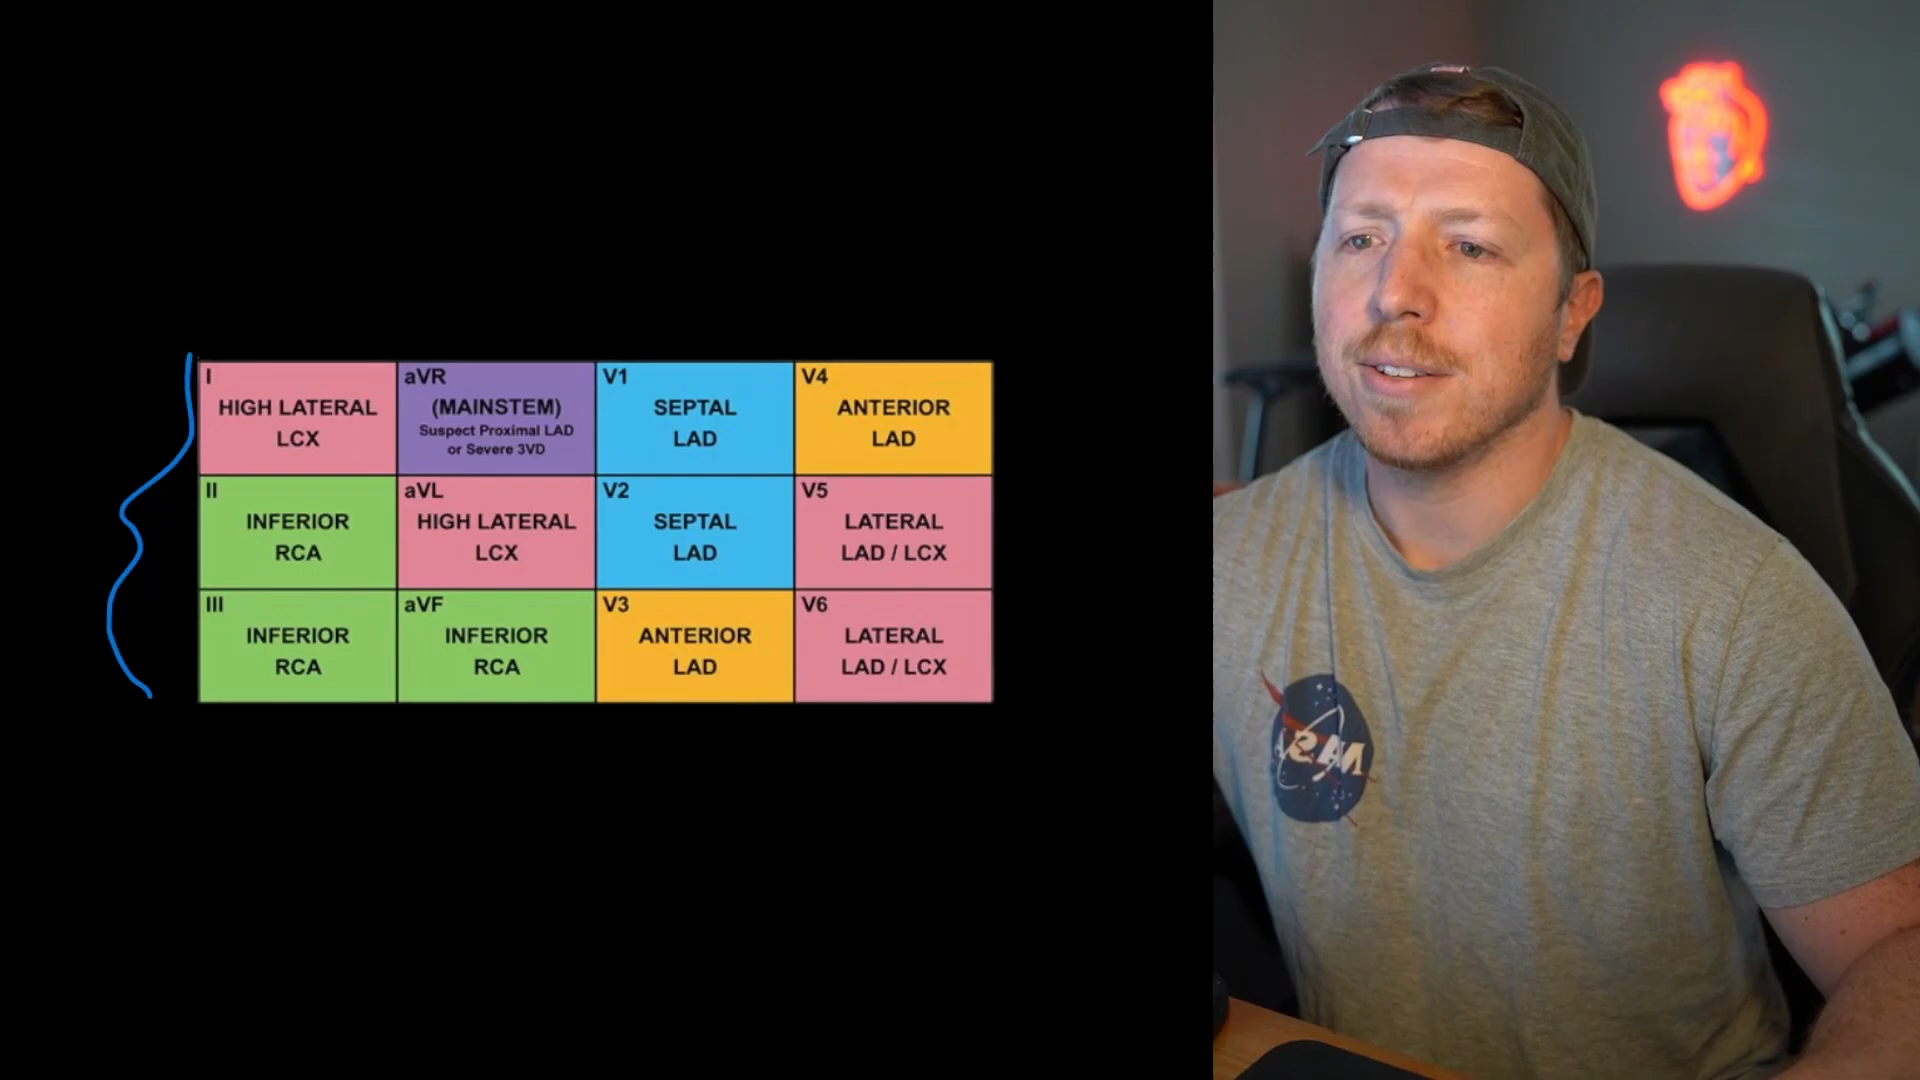 I
HIGH LATERAL
LCX
aVR
(MAINSTEM)
Suspect Proximal LAD
or Severe 3VD
V1
SEPTAL
LAD
V4
ANTERIOR
LAD
II
INFERIOR
RCA
aVL
HIGH LATERAL
LCX
V2
SEPTAL
LAD
V5
LATERAL
LAD / LCX
III
INFERIOR
RCA
aVF
INFERIOR
RCA
V3
ANTERIOR
LAD
V6
LATERAL
LAD / LCX